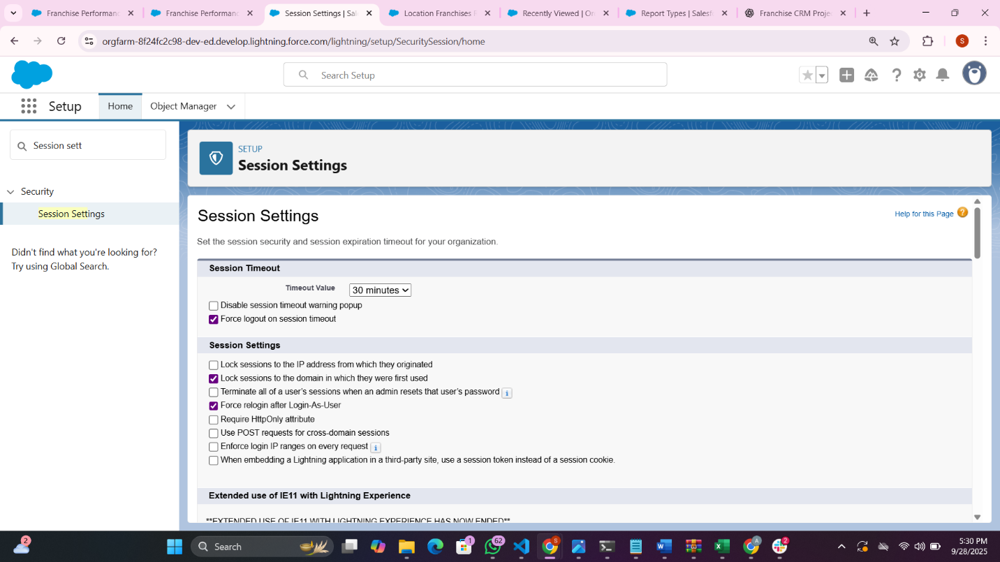 Franchise Performanc
Franchise Performanc
Session Settings | Sal
Location Franchises R
Recently Viewed | On
Report Types | Salesf
Franchise CRM Projec
orgfarm-8f24fc2c98-dev-ed.develop.lightning.force.com/lightning/setup/SecuritySession/home
S
Search Setup
Setup
Home
Object Manager
Session sett
Security
Session Settings
Didn't find what you're looking for?
Try using Global Search.
SETUP
Session Settings
Session Settings
Help for this Page
Set the session security and session expiration timeout for your organization.
Session Timeout
Timeout Value
30 minutes
Disable session timeout warning popup
Force logout on session timeout
Session Settings
Lock sessions to the IP address from which they originated
Lock sessions to the domain in which they were first used
Terminate all of a user's sessions when an admin resets that user's password
Force relogin after Login-As-User
Require HttpOnly attribute
Use POST requests for cross-domain sessions
Enforce login IP ranges on every request
When embedding a Lightning application in a third-party site, use a session token instead of a session cookie.
Extended use of IE11 with Lightning Experience
**EXTENDED USE OF IE11 WITH LIGHTNING EXPERIENCE HAS NOW ENDED**
2
Search
1
62
S
A
2
5:30 PM
9/28/2025